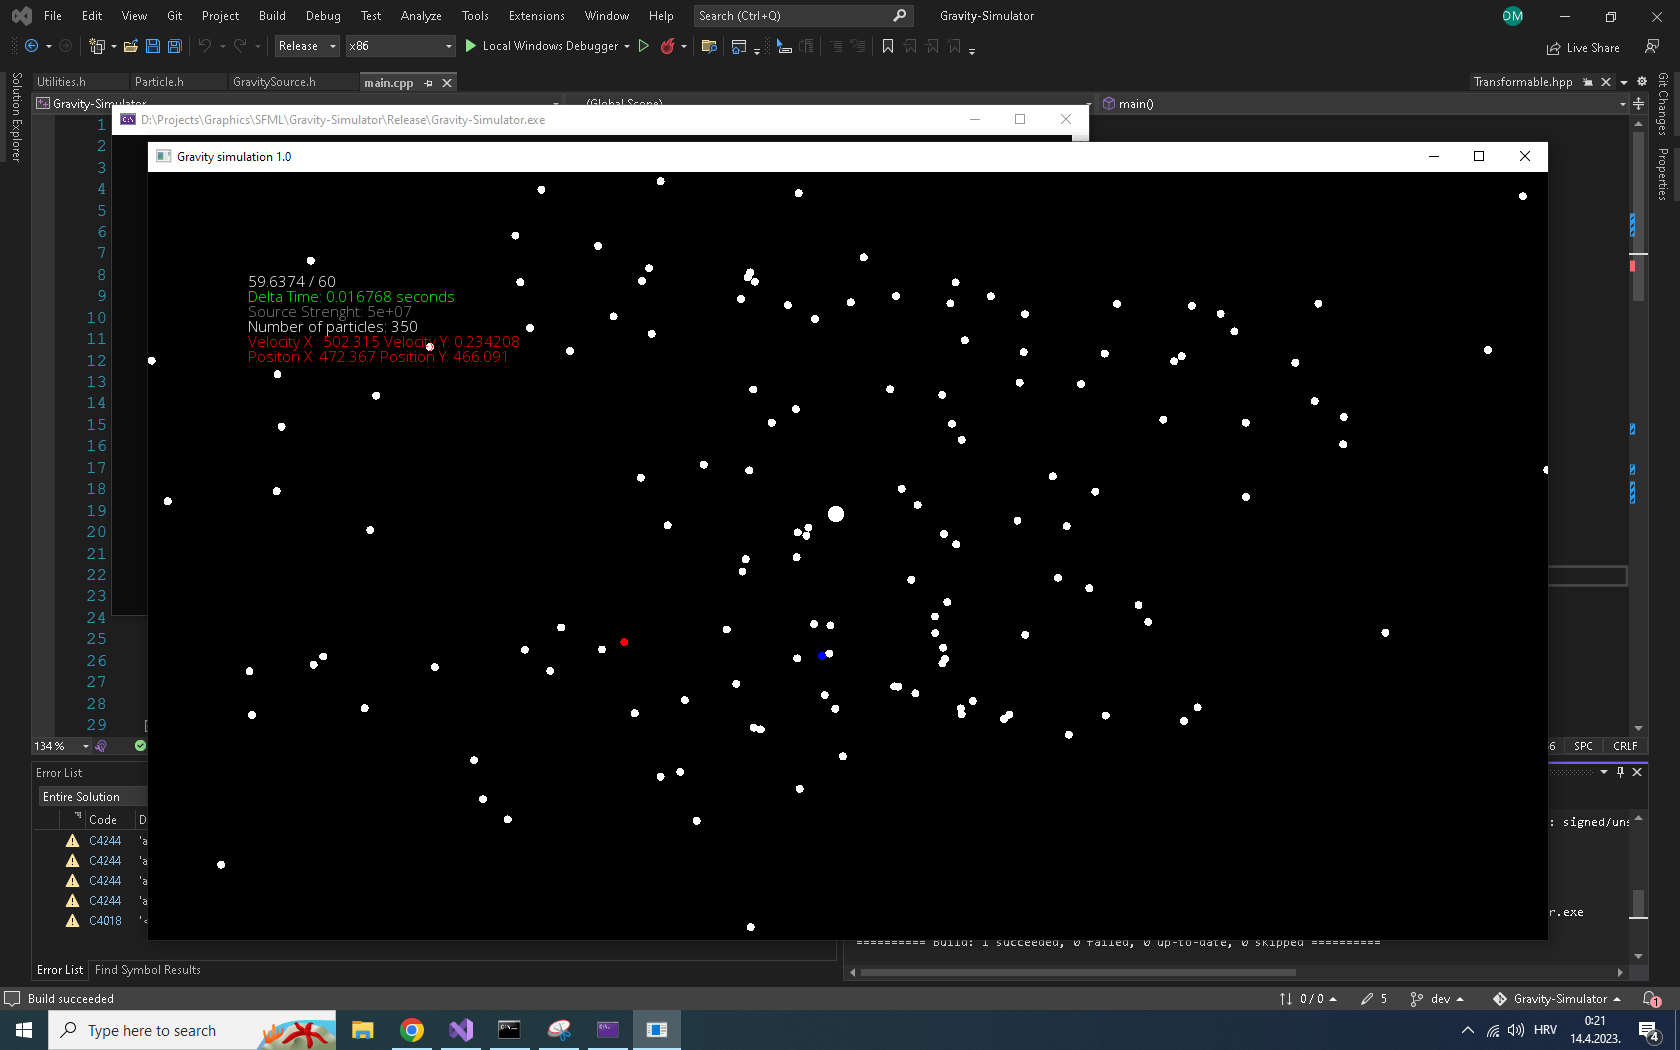 File Edit View Git Project Build Debug Test Analyze Tools Extensions Window Help Search (Ctrl+Q) Gravity-Simulator DM
Release x86 Local Windows Debugger Live Share
Utilities.h Particle.h GravitySource.h main.cpp Transformable.hpp
Gravity-Simulator (Global Scope) main()
Solution Explorer
Git Changes
Properties
D:\Projects\Graphics\SFML\Gravity-Simulator\Release\Gravity-Simulator.exe
Gravity simulation 1.0
1
2
3
4
5
6
7
8
9
10
11
12
13
14
15
16
17
18
19
20
21
22
23
24
25
26
27
28
29
59.6374 / 60
Delta Time: 0.016768 seconds
Source Strenght: 5e+07
Number of particles: 350
Velocity X : 502.315 Velocity Y: 0.234208
Positon X: 472.367 Position Y: 466.091
134 % 6 SPC CRLF
Error List
Entire Solution
Code D
C4244 'a
C4244 'a
C4244 'a
C4244 'a
C4018 '<
: signed/uns
r.exe
========== Build: 1 succeeded, 0 failed, 0 up-to-date, 0 skipped ==========
Error List Find Symbol Results
Build succeeded 0 / 0 5 dev Gravity-Simulator 1
Type here to search HRV 0:21
14.4.2023. 4